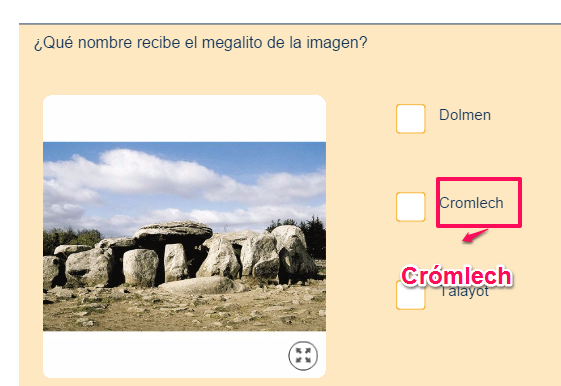 ¿Qué nombre recibe el megalito de la imagen?
Dolmen
Cromlech
Crómlech
Talayot